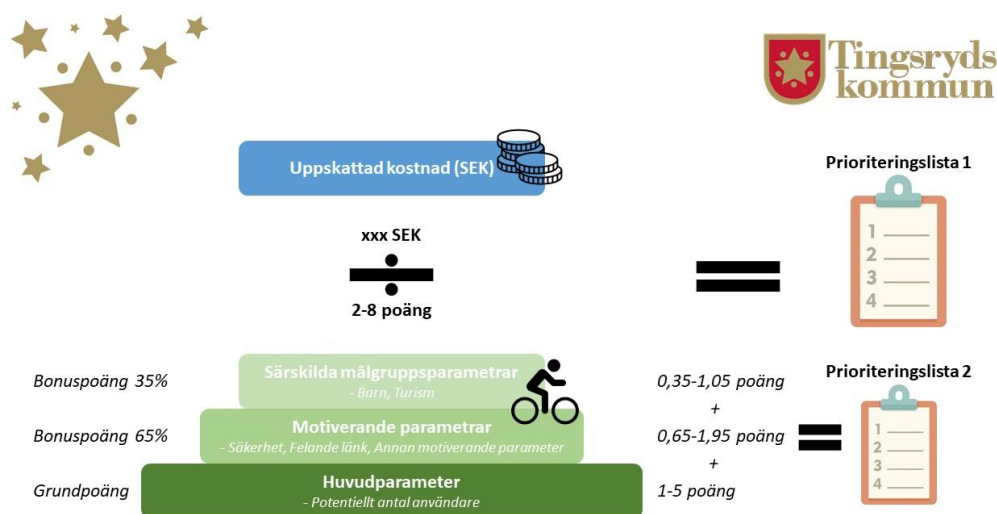 Tingsryds
kommun
Uppskattad kostnad (SEK)
Prioriteringslista 1
1
2
3
4
xxx SEK
2-8 poäng
Prioriteringslista 2
1
2
3
4
Bonuspoäng 35%
Särskilda målgruppsparametrar
- Barn, Turism
0,35-1,05 poäng
+
Bonuspoäng 65%
Motiverande parametrar
- Säkerhet, Felande länk, Annan motiverande parameter
0,65-1,95 poäng
+
Grundpoäng
Huvudparameter
- Potentiellt antal användare
1-5 poäng